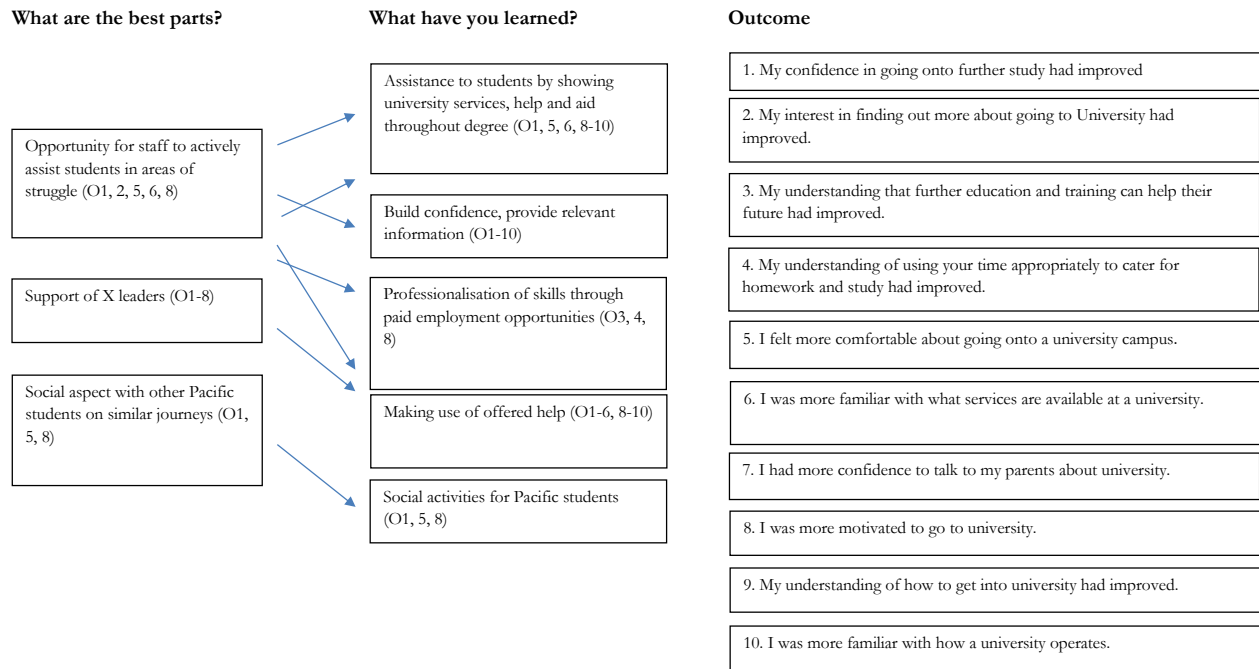 What are the best parts?
Opportunity for staff to actively
assist students in areas of
struggle (O1, 2, 5, 6, 8)
Support of X leaders (O1-8)
Social aspect with other Pacific
students on similar journeys (O1,
5, 8)
What have you learned?
Assistance to students by showing
university services, help and aid
throughout degree (O1, 5, 6, 8-10)
Build confidence, provide relevant
information (O1-10)
Professionalisation of skills through
paid employment opportunities (O3, 4,
8)
Making use of offered help (O1-6, 8-10)
Social activities for Pacific students
(O1, 5, 8)
Outcome
1. My confidence in going onto further study had improved
2. My interest in finding out more about going to University had
improved.
3. My understanding that further education and training can help their
future had improved.
4. My understanding of using your time appropriately to cater for
homework and study had improved.
5. I felt more comfortable about going onto a university campus.
6. I was more familiar with what services are available at a university.
7. I had more confidence to talk to my parents about university.
8. I was more motivated to go to university.
9. My understanding of how to get into university had improved.
10. I was more familiar with how a university operates.